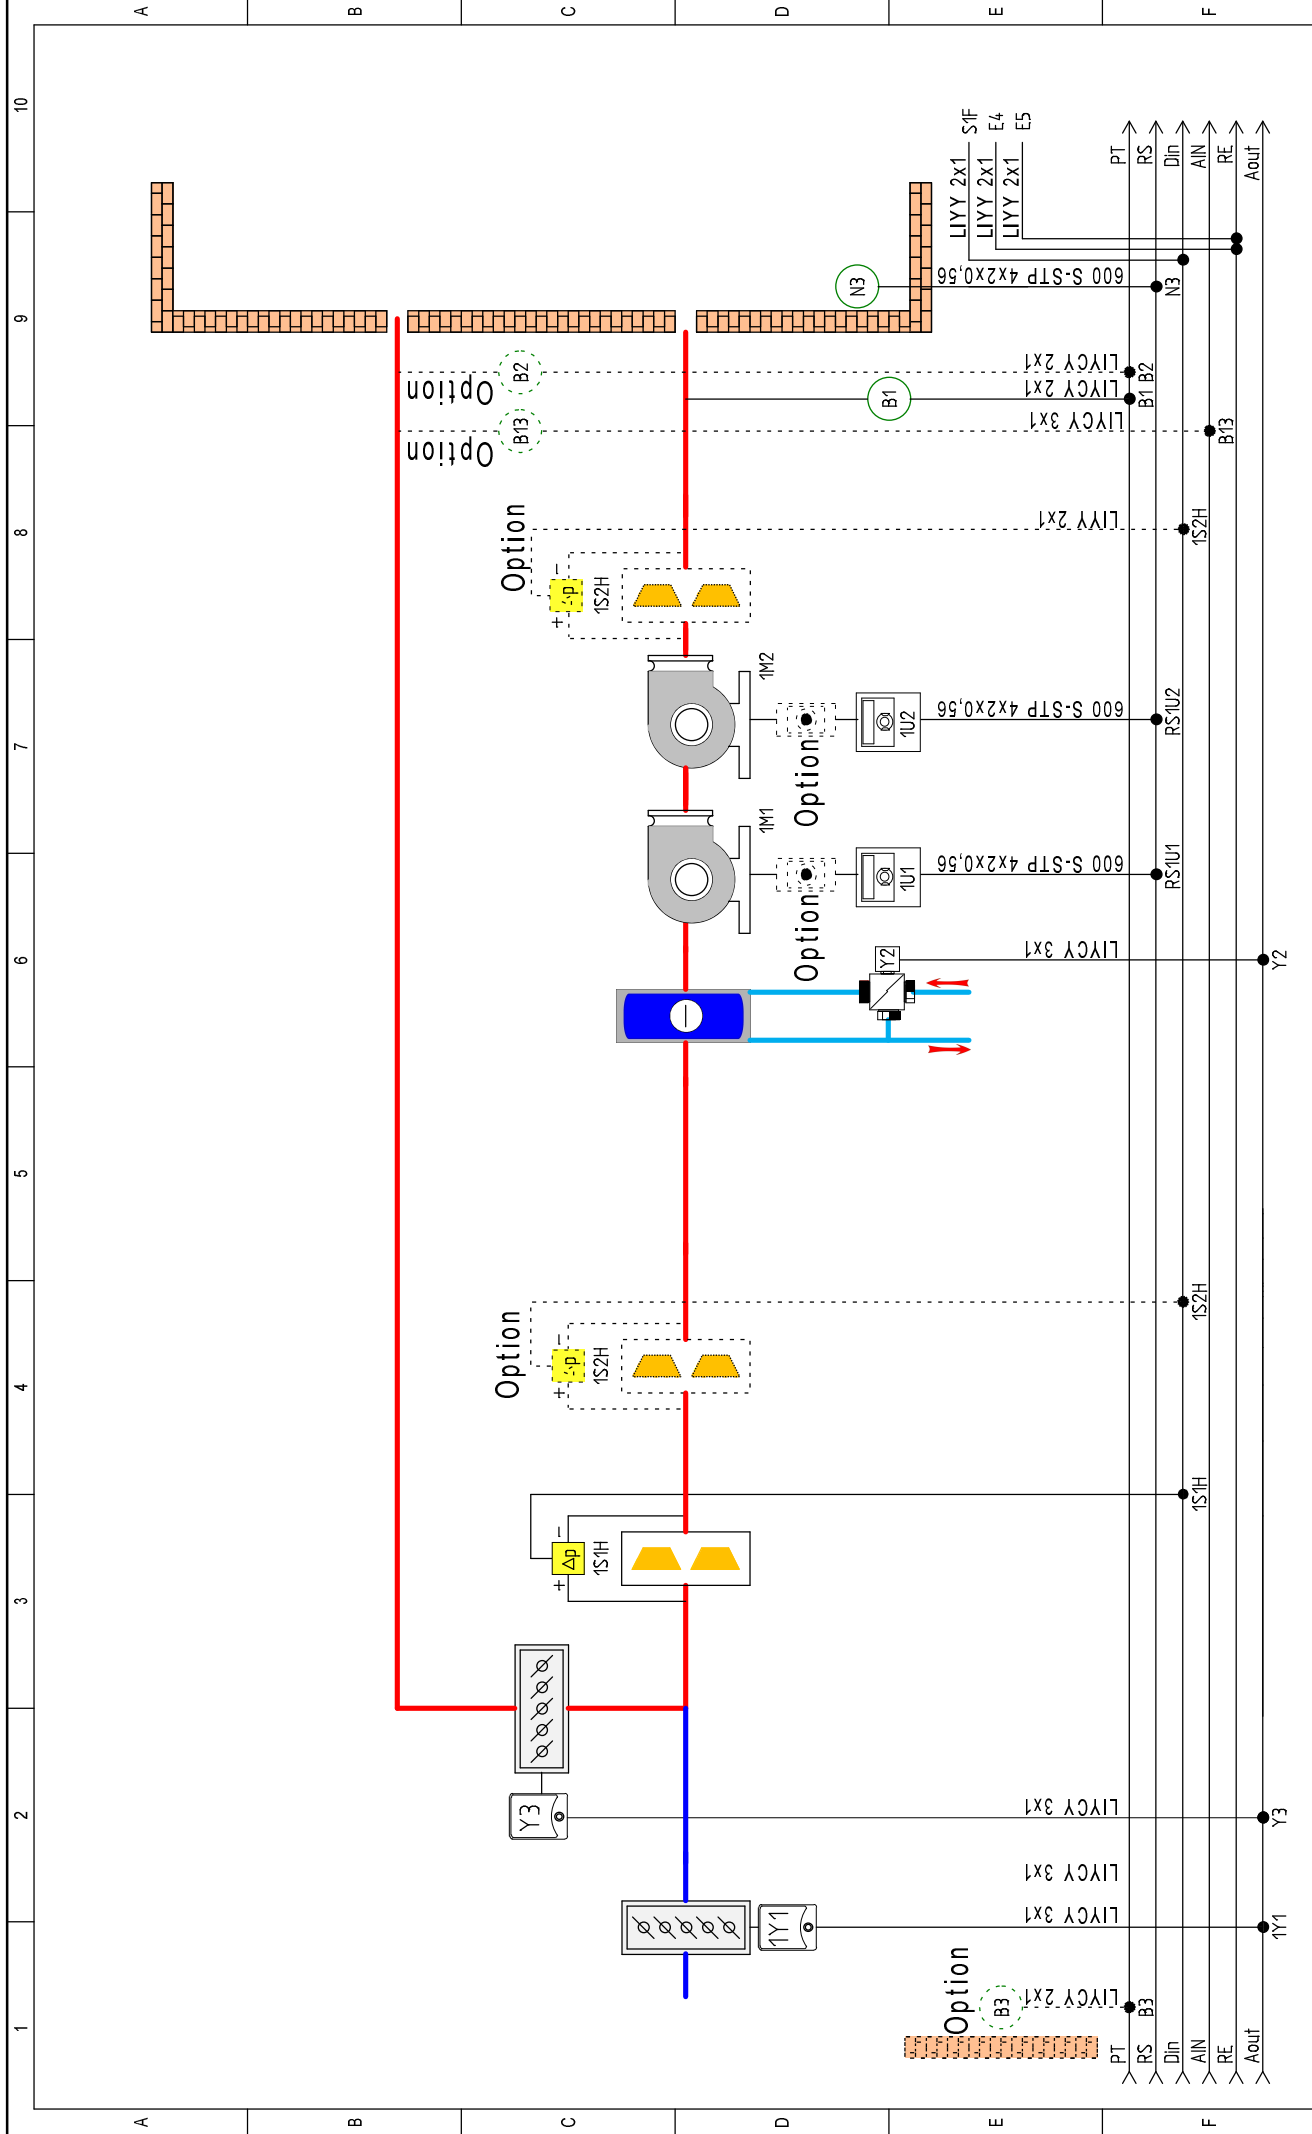 A B C D E F
10
9
8
7
6
5
4
3
2
1
S1F
E4
E5
LIYY 2x1
LIYY 2x1
LIYY 2x1
PT
RS
Din
AIN
RE
Aout
N3
600 S-STP 4x2x0,56
N3
Option
B2
LIYCY 2x1
B2
B1
LIYCY 2x1
B1
Option
B13
LIYCY 3x1
B13
Option
- Δp +
1S2H
LIYY 2x1
1S2H
1M2
Option
1U2
600 S-STP 4x2x0,56
RS1U2
1M1
Option
1U1
600 S-STP 4x2x0,56
RS1U1
Y2
LIYCY 3x1
Y2
Option
- Δp +
1S2H
1S2H
- Δp +
1S1H
1S1H
Y3
LIYCY 3x1
Y3
LIYCY 3x1
1Y1
LIYCY 3x1
1Y1
Option
B3
LIYCY 2x1
B3
PT
RS
Din
AIN
RE
Aout
A B C D E F